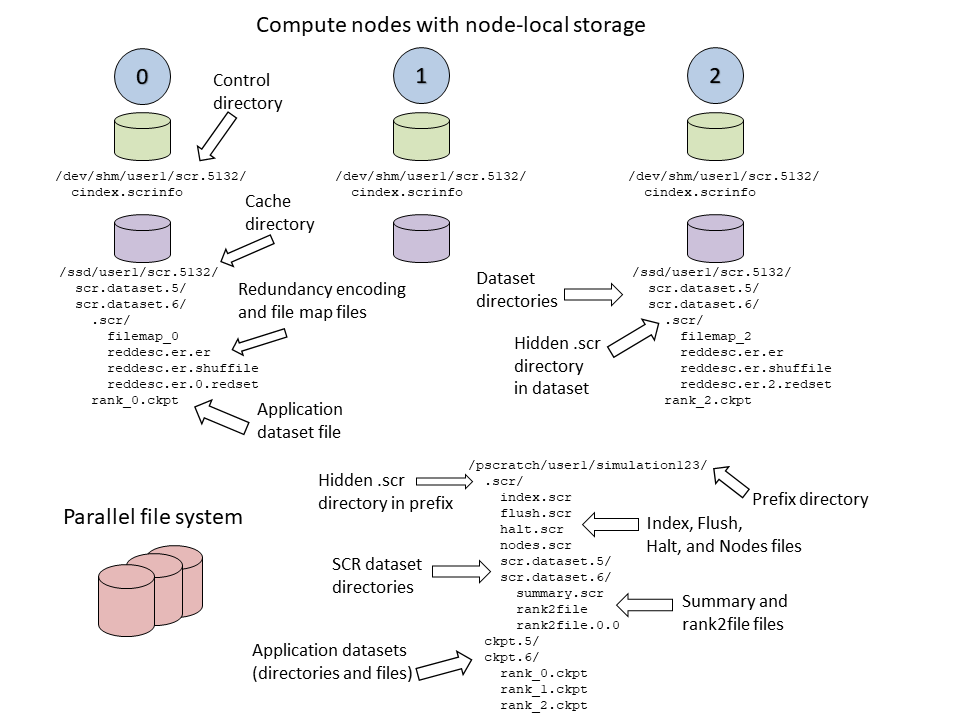 Compute nodes with node-local storage
0
1
2
Control
directory
/dev/shm/user1/scr.5132/
cindex.scrinfo
/dev/shm/user1/scr.5132/
cindex.scrinfo
/dev/shm/user1/scr.5132/
cindex.scrinfo
Cache
directory
/ssd/user1/scr.5132/
scr.dataset.5/
scr.dataset.6/
.scr/
filemap_0
reddesc.er.er
reddesc.er.shuffile
reddesc.er.0.redset
rank_0.ckpt
Redundancy encoding
and file map files
Application
dataset file
Dataset
directories
Hidden .scr
directory
in dataset
/ssd/user1/scr.5132/
scr.dataset.5/
scr.dataset.6/
.scr/
filemap_2
reddesc.er.er
reddesc.er.shuffile
reddesc.er.2.redset
rank_2.ckpt
Parallel file system
Hidden .scr
directory in prefix
SCR dataset
directories
Application datasets
(directories and files)
/pscratch/user1/simulation123/
.scr/
index.scr
flush.scr
halt.scr
nodes.scr
scr.dataset.5/
scr.dataset.6/
summary.scr
rank2file
rank2file.0.0
ckpt.5/
ckpt.6/
rank_0.ckpt
rank_1.ckpt
rank_2.ckpt
Prefix directory
Index, Flush,
Halt, and Nodes files
Summary and
rank2file files